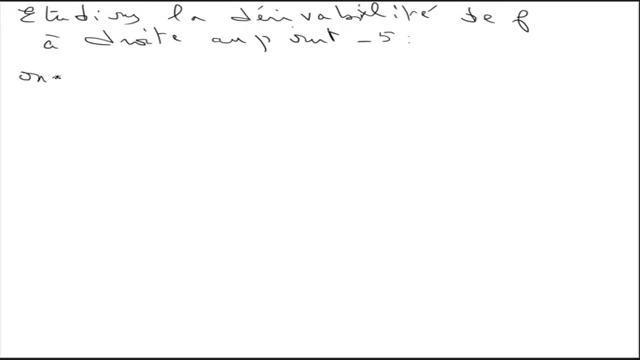 Etudions la dérivabilité de f
à droite au point -5 :
on